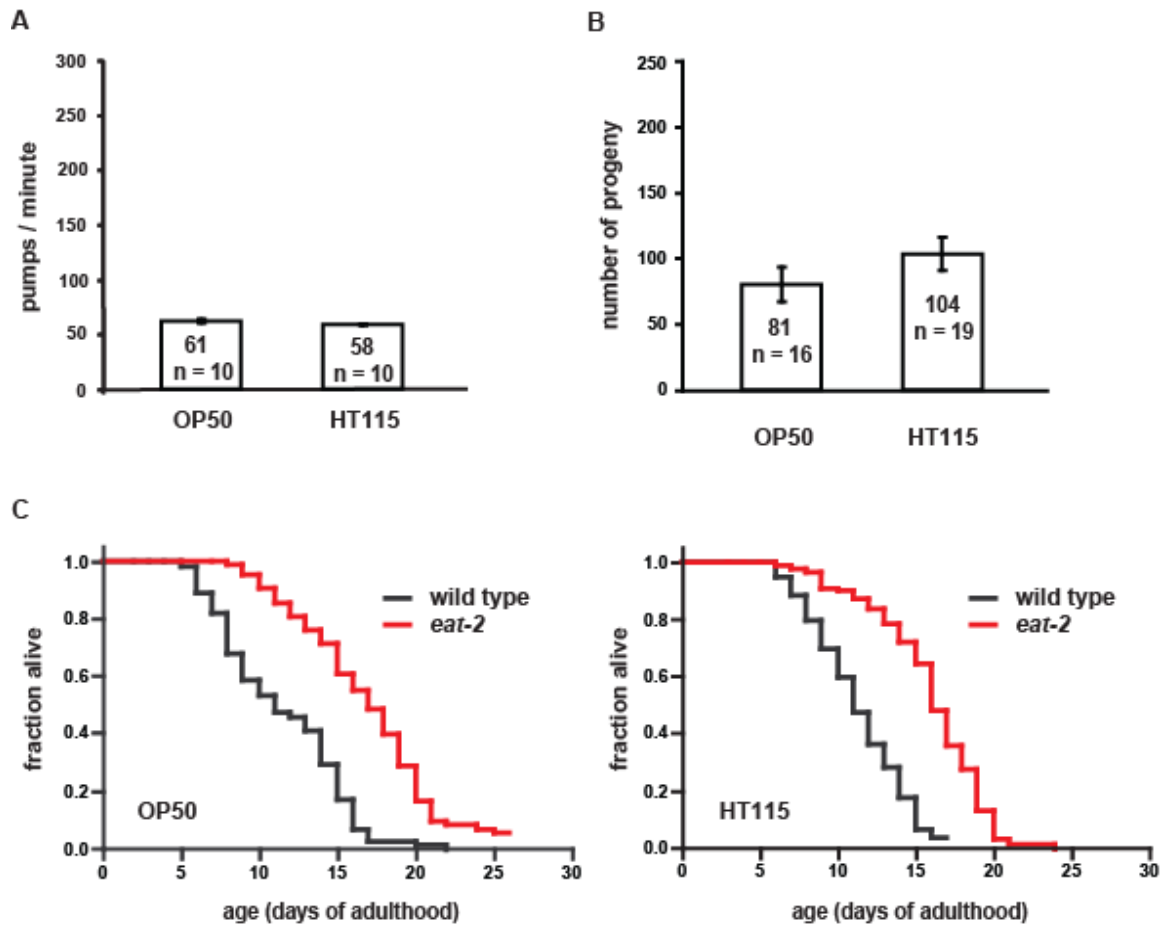 A
pumps / minute
300
250
200
150
100
50
0
61
n = 10
58
n = 10
OP50
HT115
B
number of progeny
250
200
150
100
50
0
81
n = 16
104
n = 19
OP50
HT115
C
fraction alive
1.0
0.8
0.6
0.4
0.2
0.0
wild type
eat-2
OP50
0
5
10
15
20
25
30
age (days of adulthood)
fraction alive
1.0
0.8
0.6
0.4
0.2
0.0
wild type
eat-2
HT115
0
5
10
15
20
25
30
age (days of adulthood)